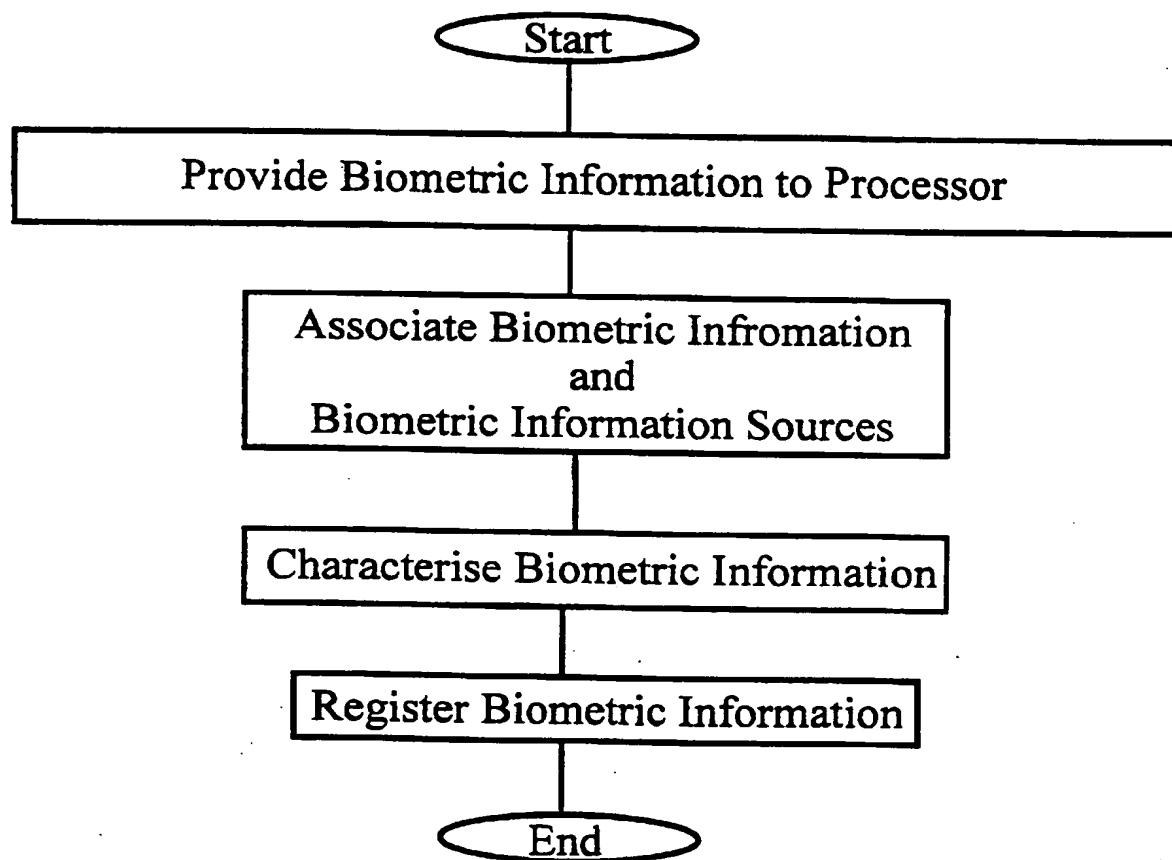 Start
Provide Biometric Information to Processor
Associate Biometric Infromation
and
Biometric Information Sources
Characterise Biometric Information
Register Biometric Information
End